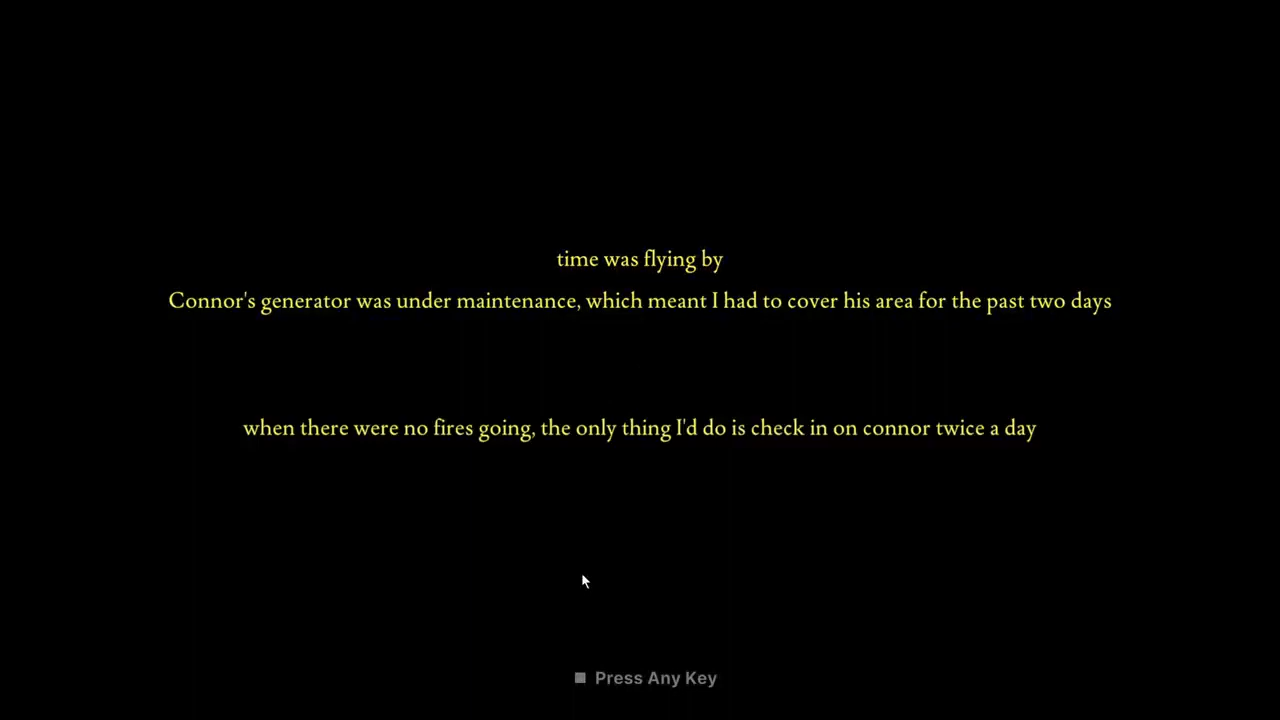 time was flying by
Connor's generator was under maintenance, which meant I had to cover his area for the past two days
when there were no fires going, the only thing I'd do is check in on connor twice a day
Press Any Key